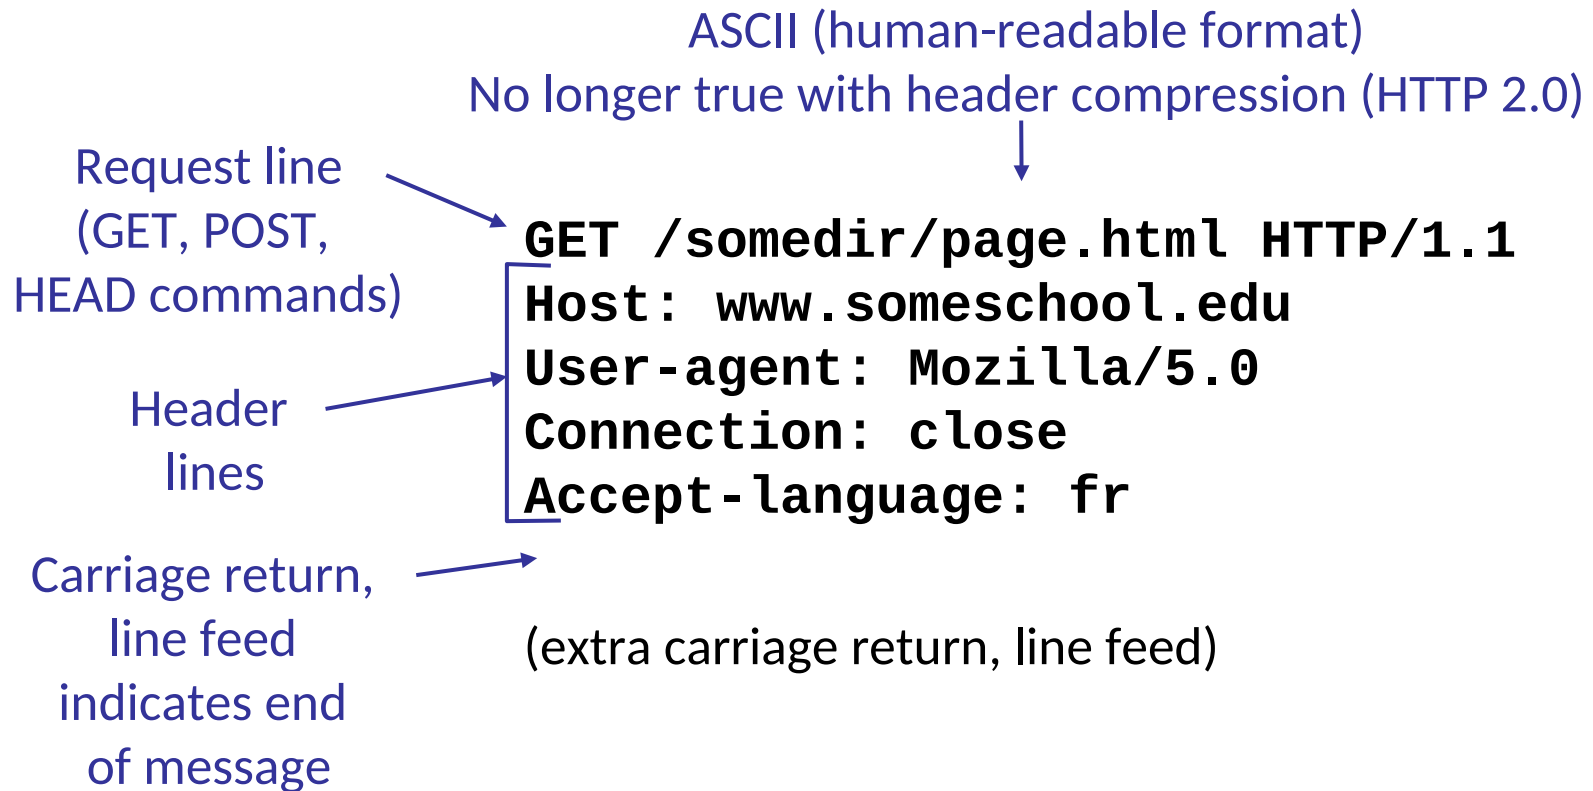 ASCII (human-readable format)
No longer true with header compression (HTTP 2.0)
Request line
(GET, POST,
HEAD commands)
GET /somedir/page.html HTTP/1.1
Host: www.someschool.edu
User-agent: Mozilla/5.0
Connection: close
Accept-language: fr
Header
lines
Carriage return,
line feed
indicates end
of message
(extra carriage return, line feed)